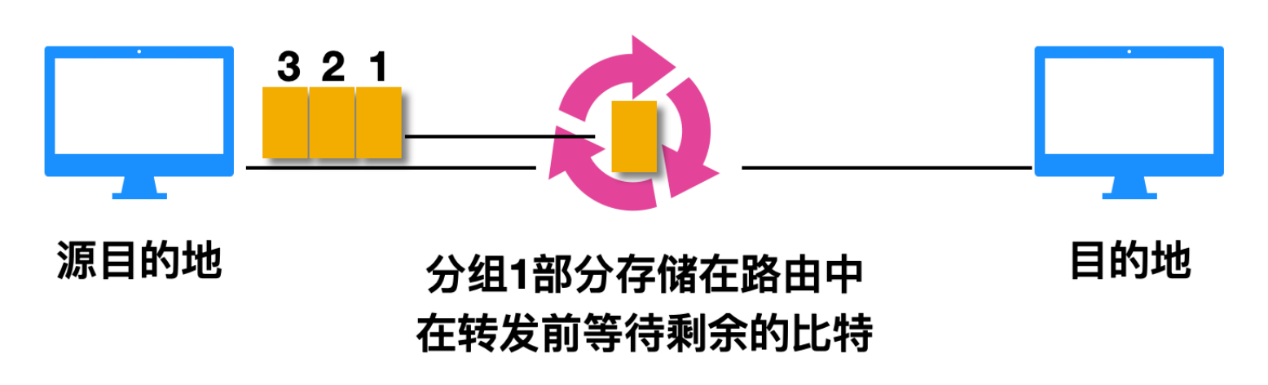 3 2 1
源目的地
分组1部分存储在路由中
在转发前等待剩余的比特
目的地